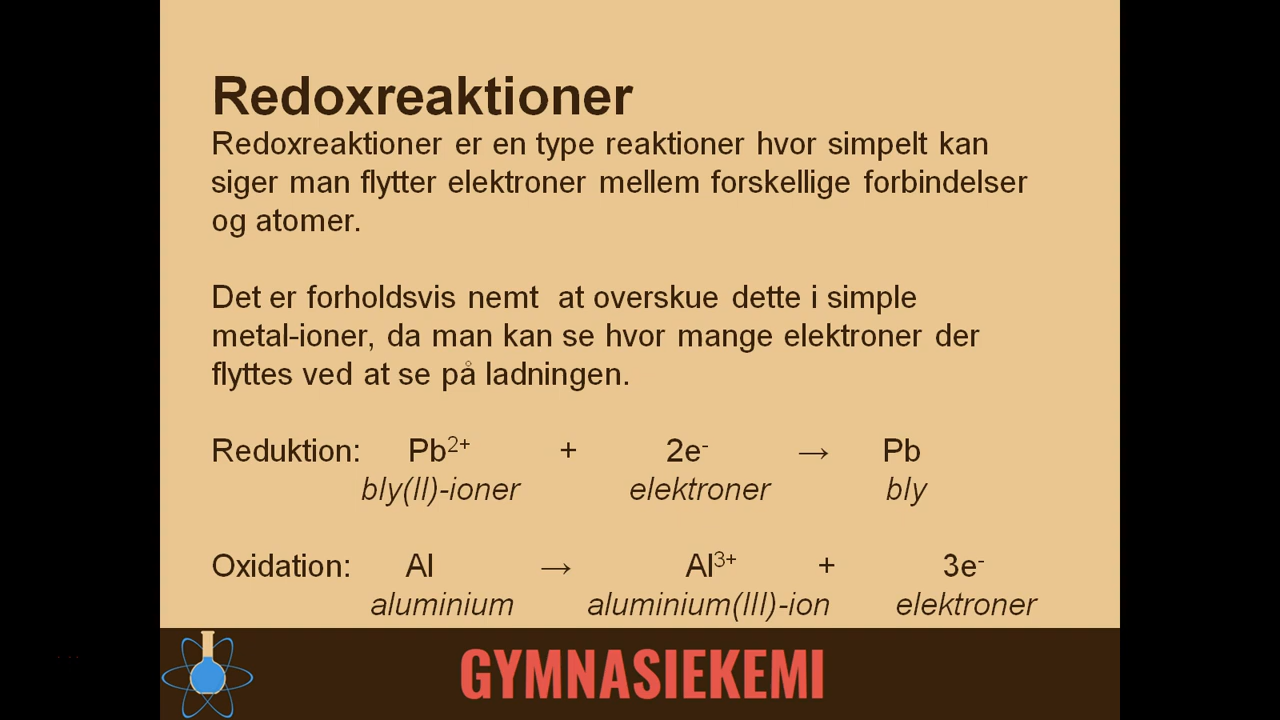 Redoxreaktioner
Redoxreaktioner er en type reaktioner hvor simpelt kan
siger man flytter elektroner mellem forskellige forbindelser
og atomer.
Det er forholdsvis nemt at overskue dette i simple
metal-ioner, da man kan se hvor mange elektroner der
flyttes ved at se på ladningen.
Reduktion: Pb²⁺ + 2e⁻ → Pb
bly(II)-ioner elektroner bly
Oxidation: Al → Al³⁺ + 3e⁻
aluminium aluminium(III)-ion elektroner
GYMNASIEKEMI